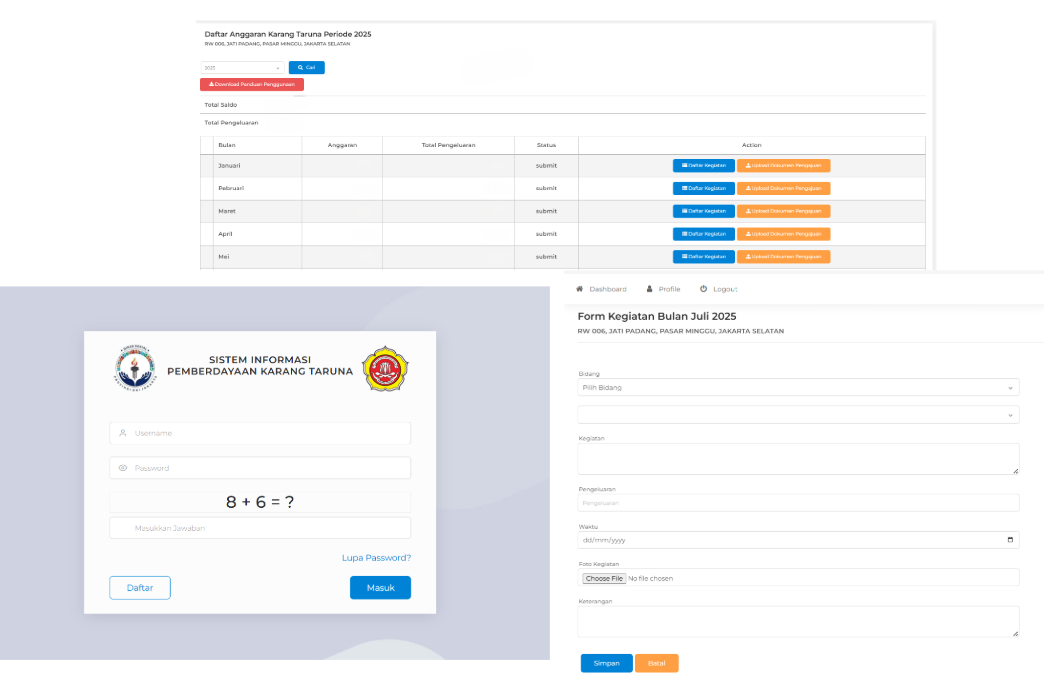 Daftar Anggaran Karang Taruna Periode 2025
RW 006, JATI PADANG, PASAR MINGGU, JAKARTA SELATAN
2025
Cari
Download Panduan Penggunaan
Total Saldo
Total Pengeluaran
Bulan Anggaran Total Pengeluaran Status Action
Januari submit Daftar Kegiatan Upload Dokumen Pengajuan
Pebruari submit Daftar Kegiatan Upload Dokumen Pengajuan
Maret submit Daftar Kegiatan Upload Dokumen Pengajuan
April submit Daftar Kegiatan Upload Dokumen Pengajuan
Mei submit Daftar Kegiatan Upload Dokumen Pengajuan
SISTEM INFORMASI
PEMBERDAYAAN KARANG TARUNA
Username
Password
8 + 6 = ?
Masukkan Jawaban
Lupa Password?
Daftar Masuk
Dashboard Profile Logout
Form Kegiatan Bulan Juli 2025
RW 006, JATI PADANG, PASAR MINGGU, JAKARTA SELATAN
Bidang
Pilih Bidang
Kegiatan
Pengeluaran
Pengeluaran
Waktu
dd/mm/yyyy
Foto Kegiatan
Choose File No file chosen
Keterangan
Simpan Batal